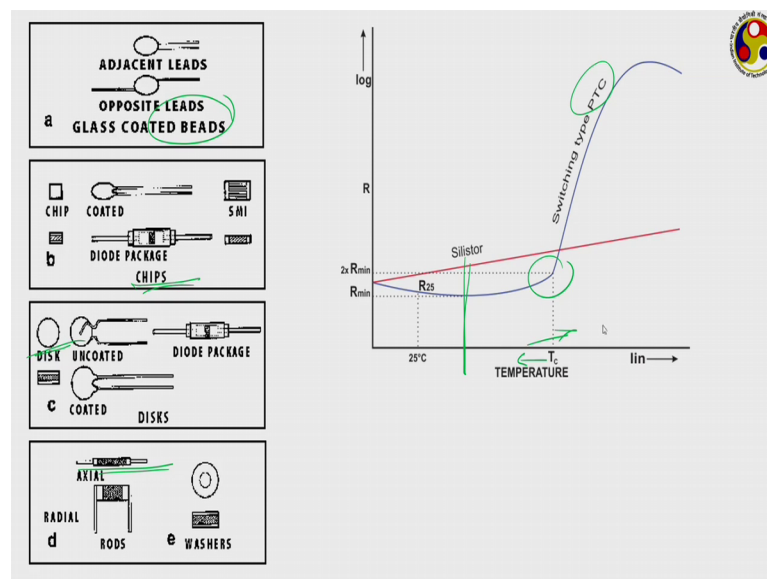 ADJACENT LEADS
OPPOSITE LEADS
a
GLASS COATED BEADS
CHIP
COATED
SMI
DIODE PACKAGE
b
CHIPS
DISK
UNCOATED
DIODE PACKAGE
c
COATED
DISKS
AXIAL
RADIAL
d
RODS
e
WASHERS
log
R
Switching type PTC
Silistor
2x Rmin
Rmin
R25
25°C
Tc
lin
TEMPERATURE